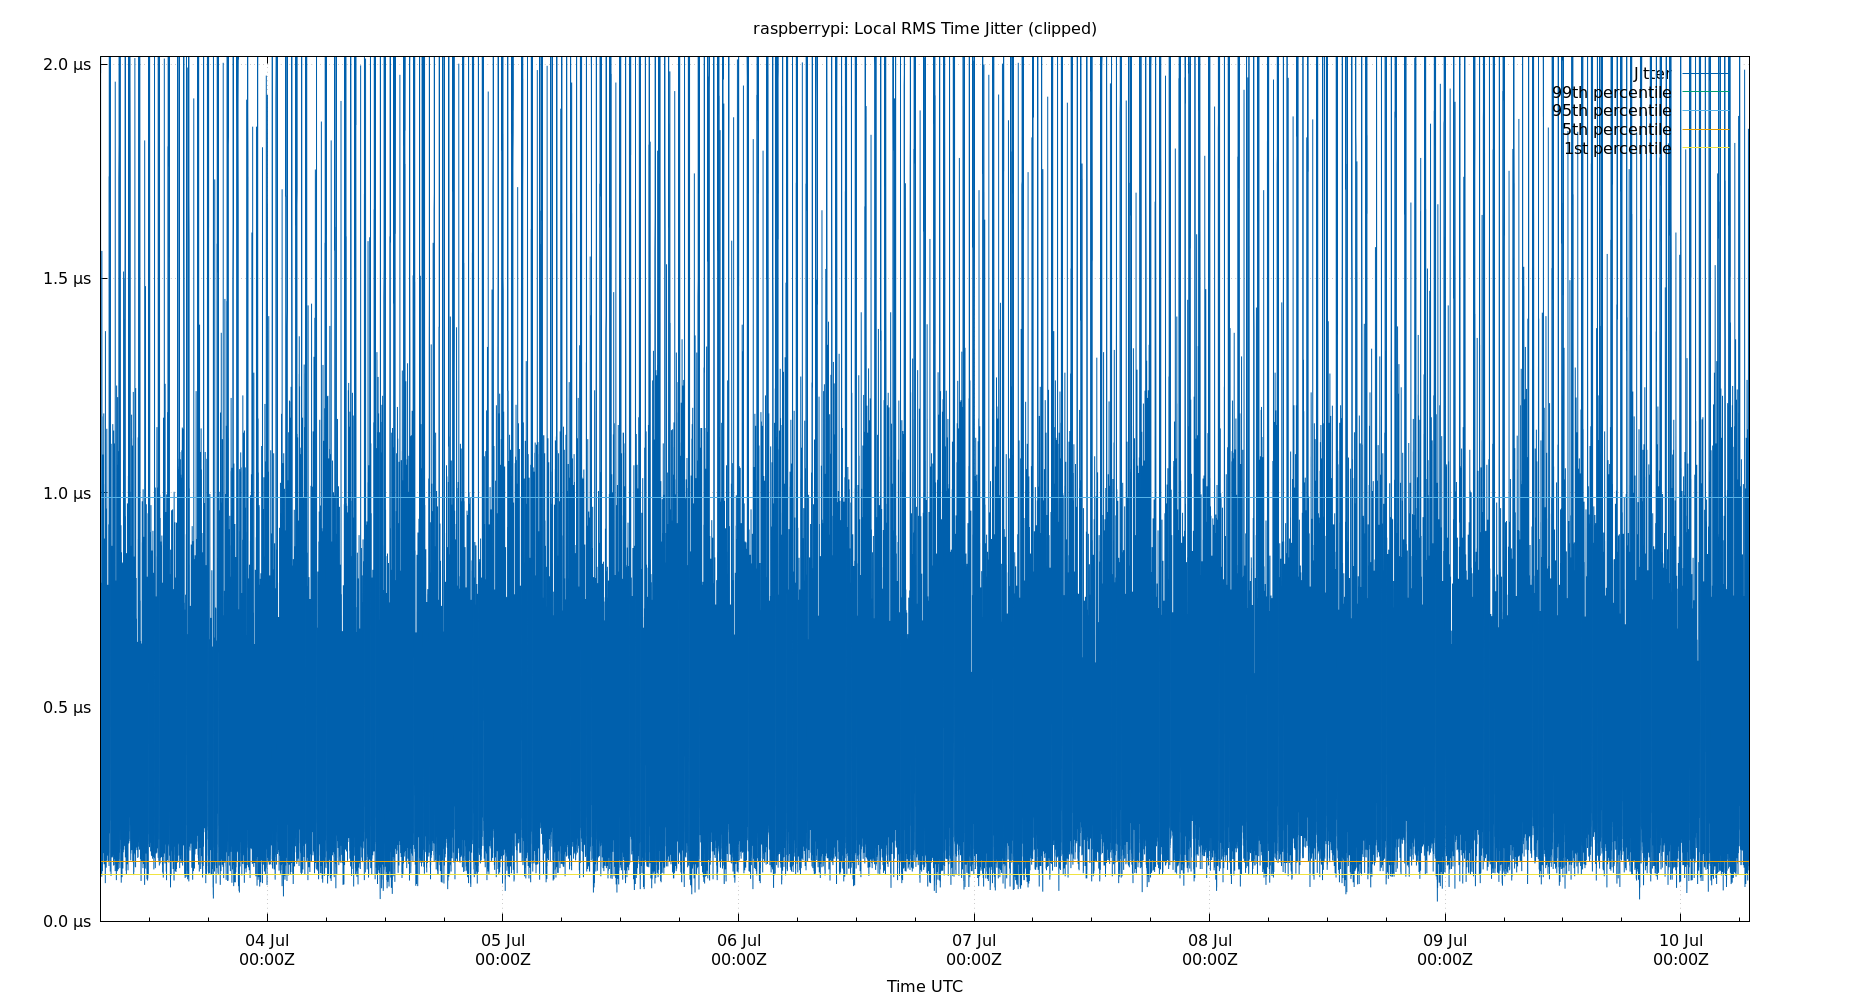 raspberrypi: Local RMS Time Jitter (clipped)
2.0 µs
1.5 µs
1.0 µs
0.5 µs
0.0 µs
Jitter
99th percentile
95th percentile
5th percentile
1st percentile
04 Jul
00:00Z
05 Jul
00:00Z
06 Jul
00:00Z
07 Jul
00:00Z
08 Jul
00:00Z
09 Jul
00:00Z
10 Jul
00:00Z
Time UTC